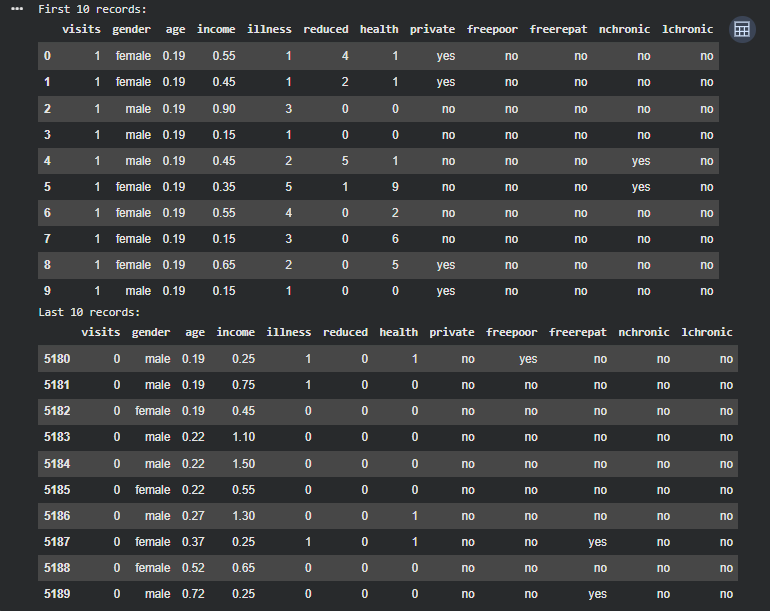 ••• First 10 records:
visits gender age income illness reduced health private freepoor freerepat nchronic lchronic
0 1 female 0.19 0.55 1 4 1 yes no no no no
1 1 female 0.19 0.45 1 2 1 yes no no no no
2 1 male 0.19 0.90 3 0 0 no no no no no
3 1 male 0.19 0.15 1 0 0 no no no no no
4 1 male 0.19 0.45 2 5 1 no no no yes no
5 1 female 0.19 0.35 5 1 9 no no no yes no
6 1 female 0.19 0.55 4 0 2 no no no no no
7 1 female 0.19 0.15 3 0 6 no no no no no
8 1 female 0.19 0.65 2 0 5 yes no no no no
9 1 male 0.19 0.15 1 0 0 yes no no no no
Last 10 records:
visits gender age income illness reduced health private freepoor freerepat nchronic lchronic
5180 0 male 0.19 0.25 1 0 1 no yes no no no
5181 0 male 0.19 0.75 1 0 0 no no no no no
5182 0 female 0.19 0.45 0 0 0 no no no no no
5183 0 male 0.22 1.10 0 0 0 no no no no no
5184 0 male 0.22 1.50 0 0 0 no no no no no
5185 0 female 0.22 0.55 0 0 0 no no no no no
5186 0 male 0.27 1.30 0 0 1 no no no no no
5187 0 female 0.37 0.25 1 0 1 no no yes no no
5188 0 female 0.52 0.65 0 0 0 no no no no no
5189 0 male 0.72 0.25 0 0 0 no no yes no no